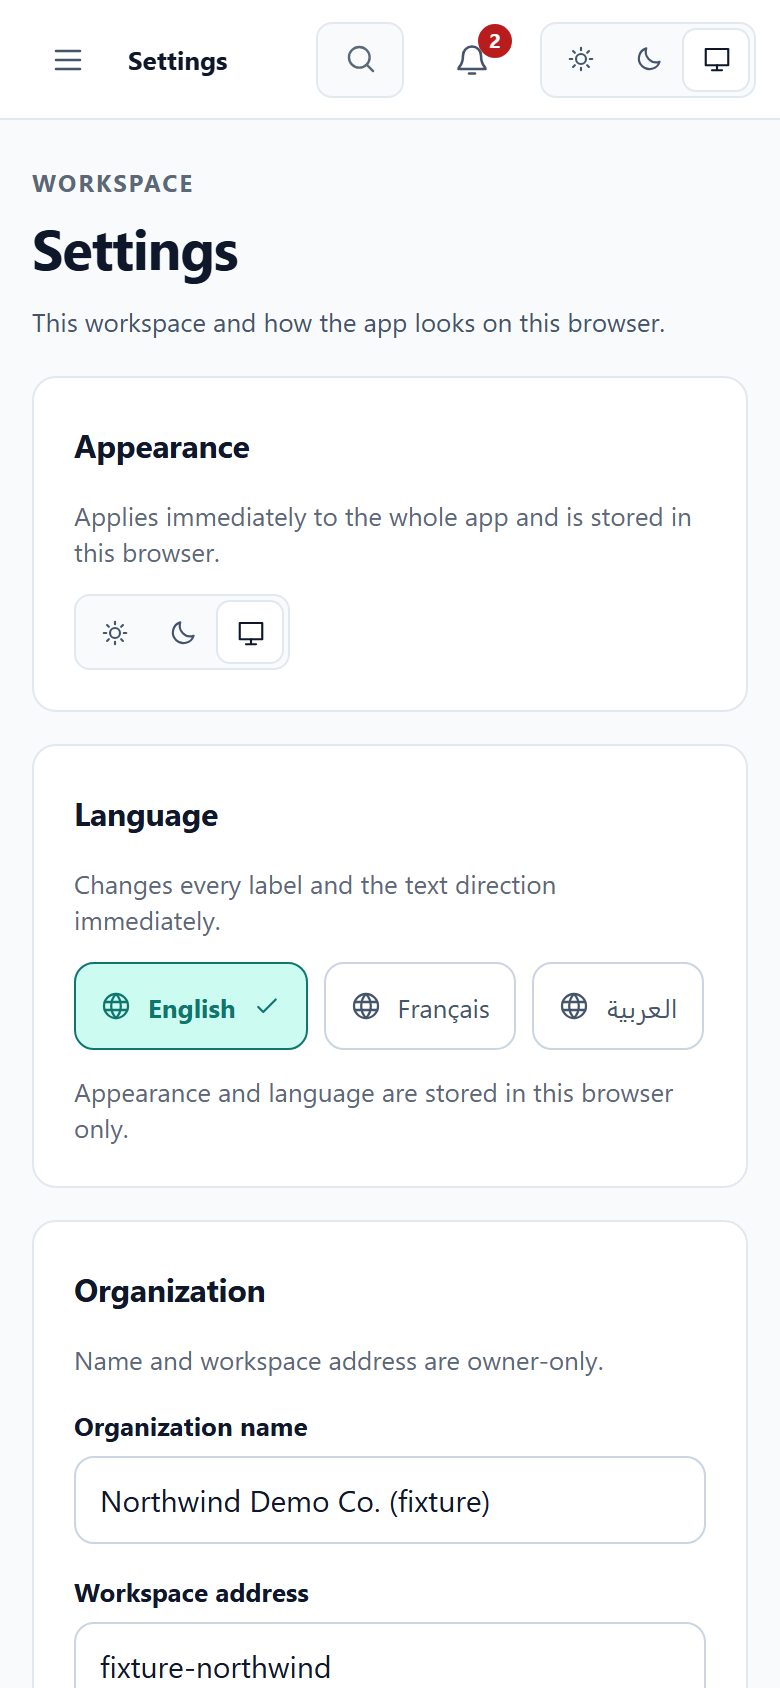 Settings
2
WORKSPACE
Settings
This workspace and how the app looks on this browser.
Appearance
Applies immediately to the whole app and is stored in
this browser.
Language
Changes every label and the text direction
immediately.
English
Français
العربية
Appearance and language are stored in this browser
only.
Organization
Name and workspace address are owner-only.
Organization name
Northwind Demo Co. (fixture)
Workspace address
fixture-northwind